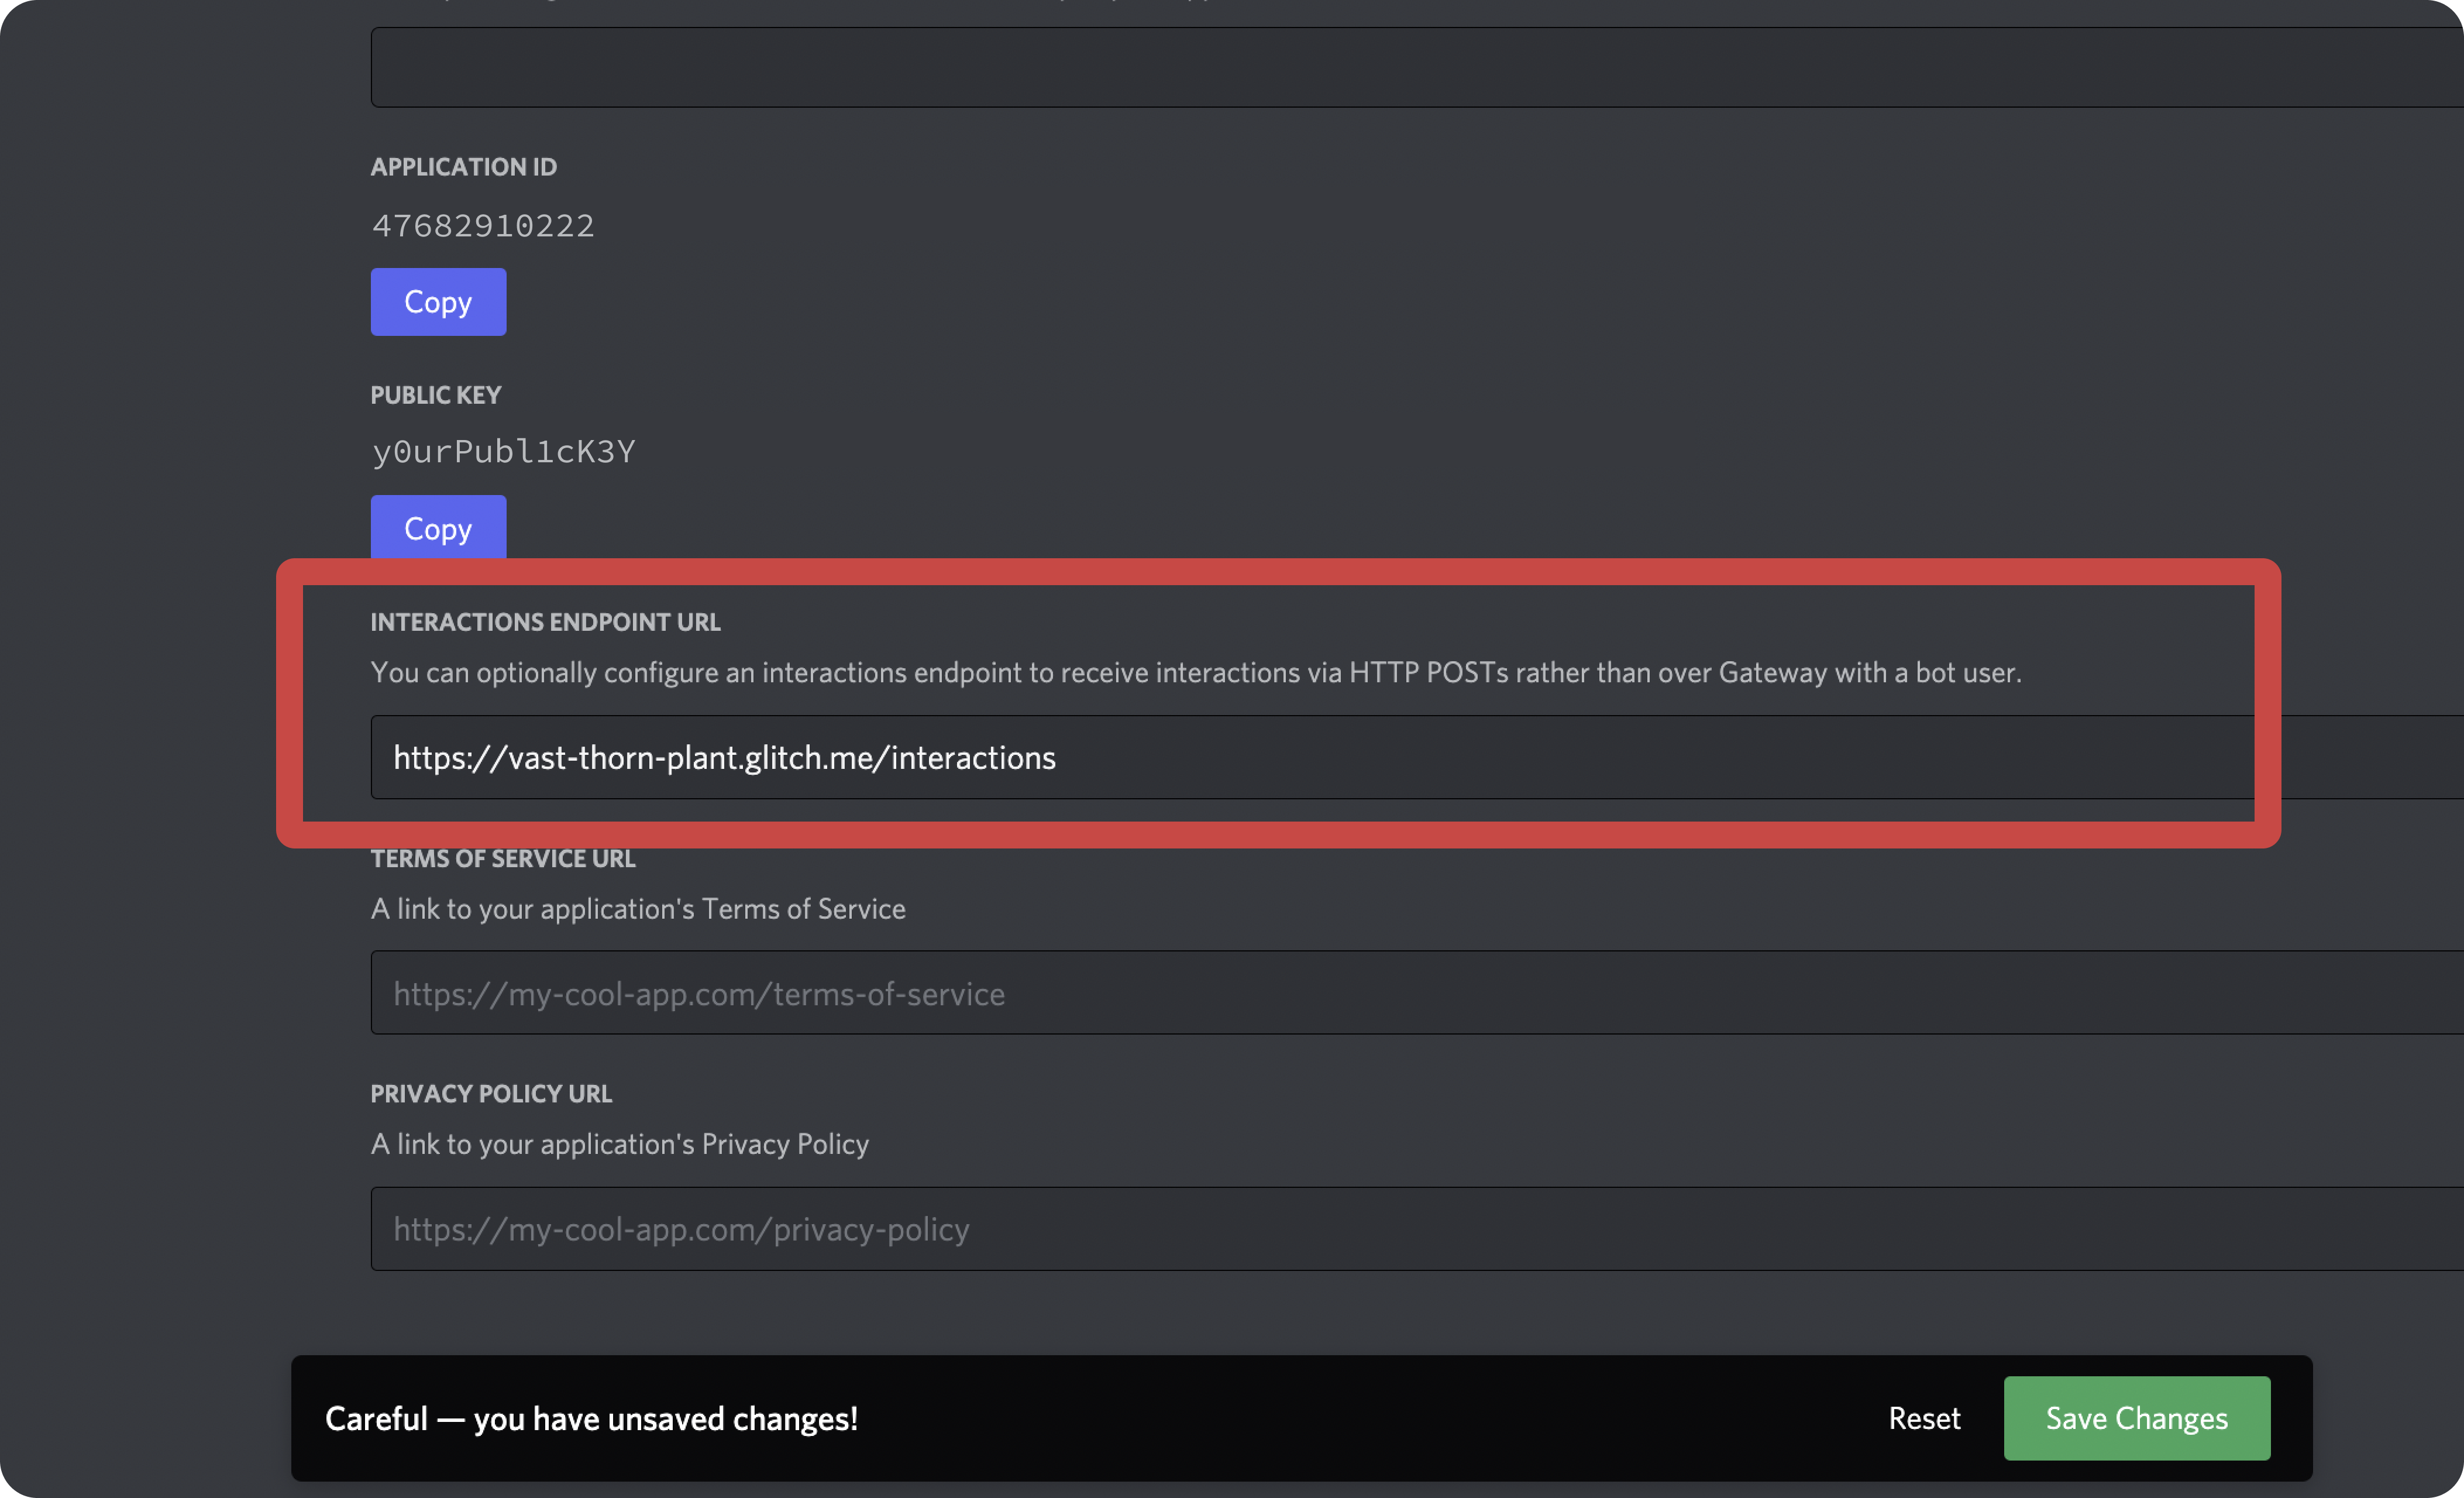 APPLICATION ID
47682910222
Copy
PUBLIC KEY
y0urPubl1cK3Y
Copy
INTERACTIONS ENDPOINT URL
You can optionally configure an interactions endpoint to receive interactions via HTTP POSTs rather than over Gateway with a bot user.
https://vast-thorn-plant.glitch.me/interactions
TERMS OF SERVICE URL
A link to your application's Terms of Service
https://my-cool-app.com/terms-of-service
PRIVACY POLICY URL
A link to your application's Privacy Policy
https://my-cool-app.com/privacy-policy
Careful — you have unsaved changes!
Reset
Save Changes